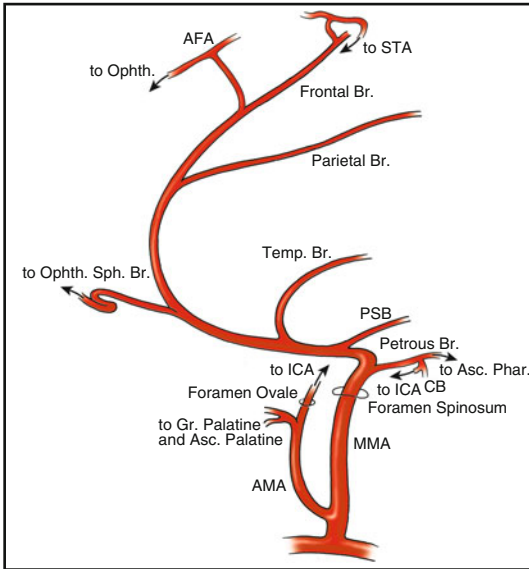 AFA
to Ophth.
to STA
Frontal Br.
Parietal Br.
Temp. Br.
to Ophth. Sph. Br.
PSB
Petrous Br.
to ICA
to Asc. Phar.
Foramen Ovale
to ICA CB
Foramen Spinosum
to Gr. Palatine
and Asc. Palatine
MMA
AMA